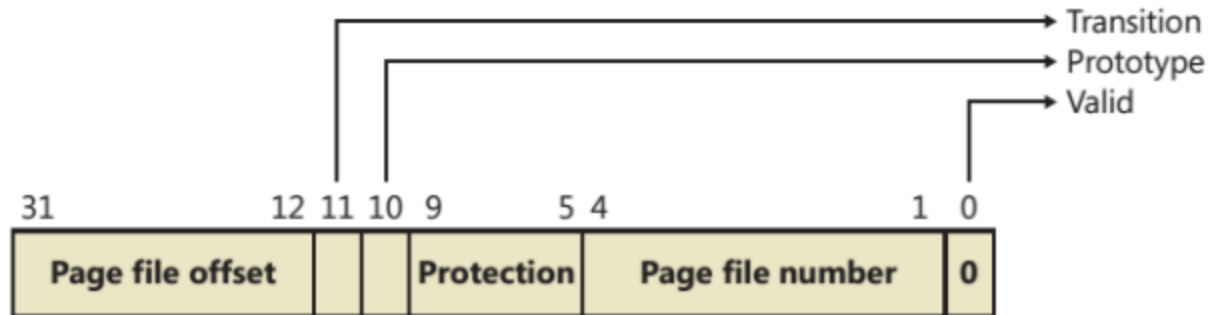 Transition
Prototype
Valid
31 12 11 10 9 5 4 1 0
Page file offset Protection Page file number 0